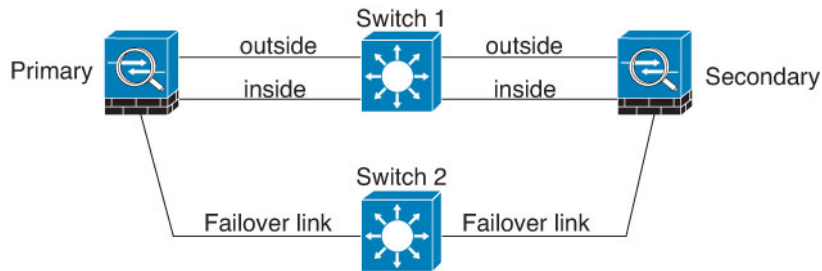 Switch 1
outside
outside
Primary
Secondary
inside
inside
Switch 2
Failover link
Failover link